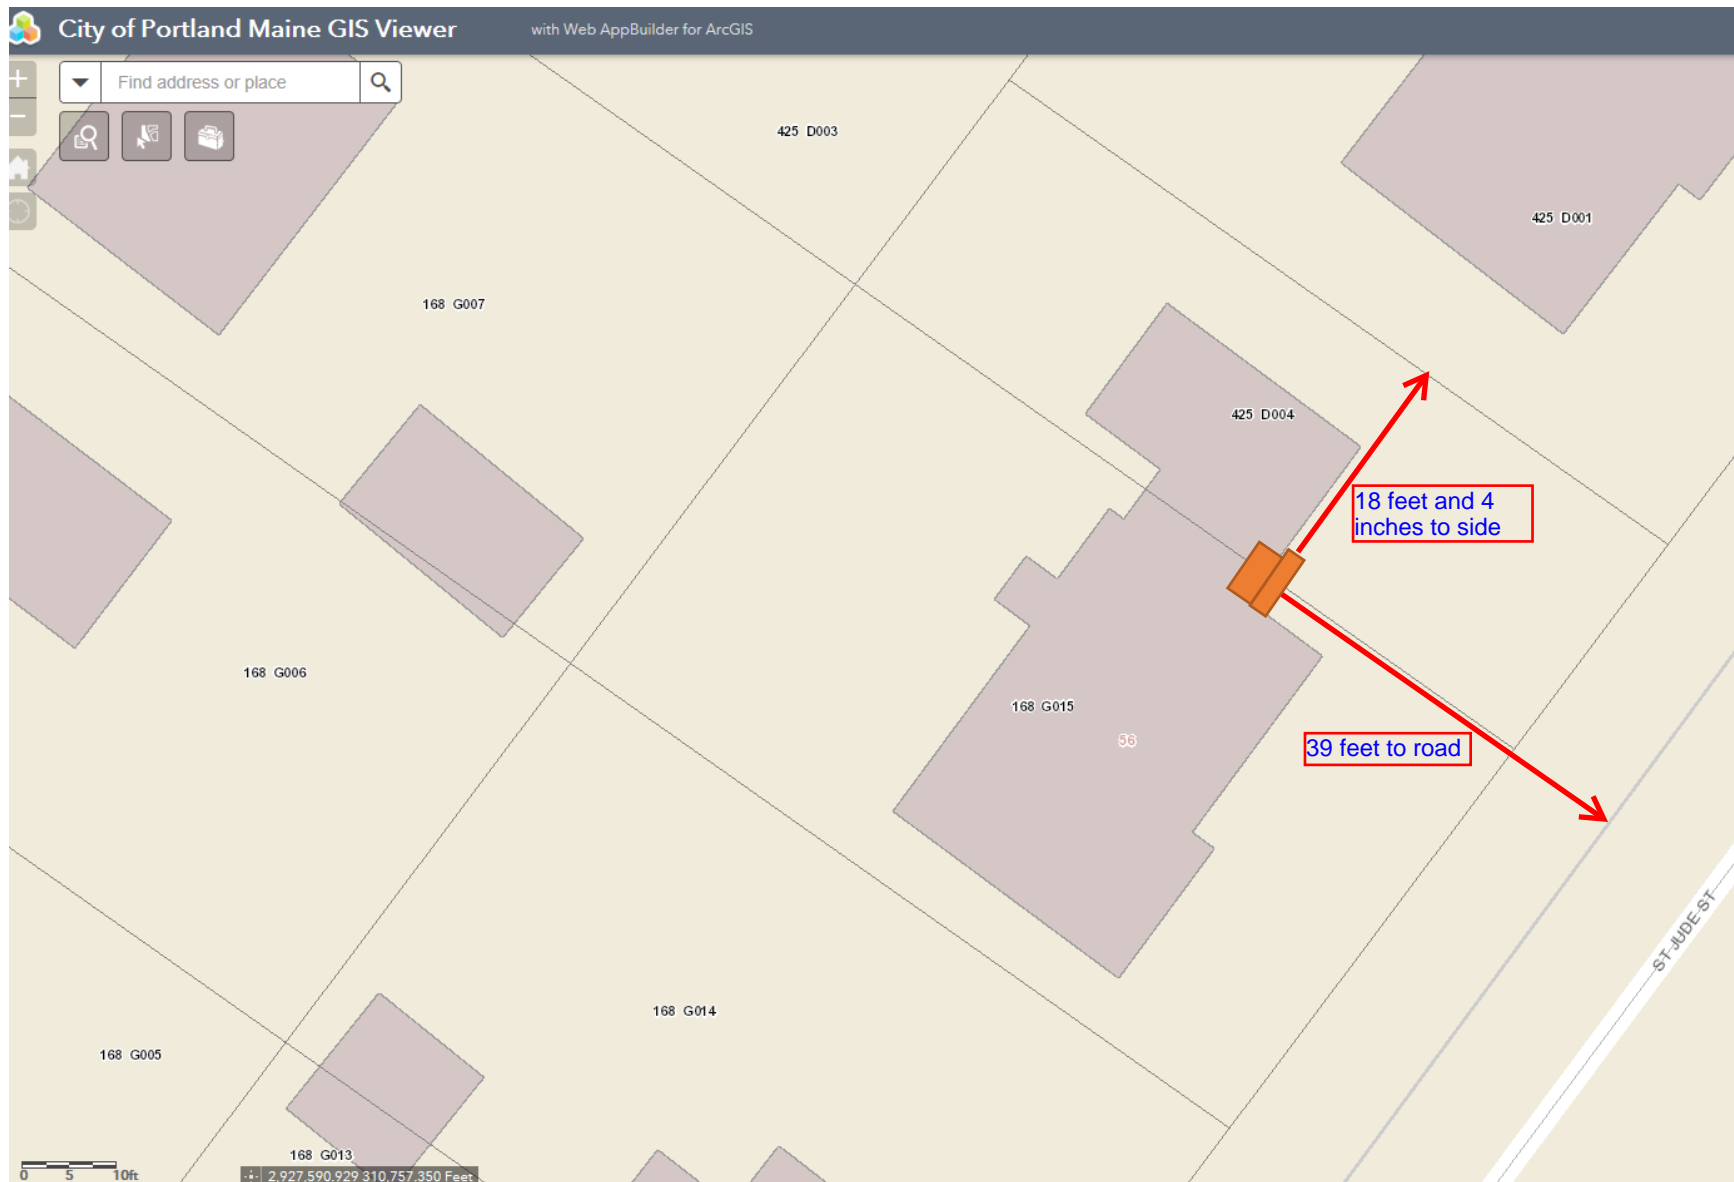 City of Portland Maine GIS Viewer
with Web AppBuilder for ArcGIS
Find address or place
425 D003
425 D001
168 G007
425 D004
18 feet and 4
inches to side
168 G006
168 G015
56
39 feet to road
ST JUDE ST
168 G014
168 G005
168 G013
0 5 10ft
2,927,590.929 310,757.350 Feet